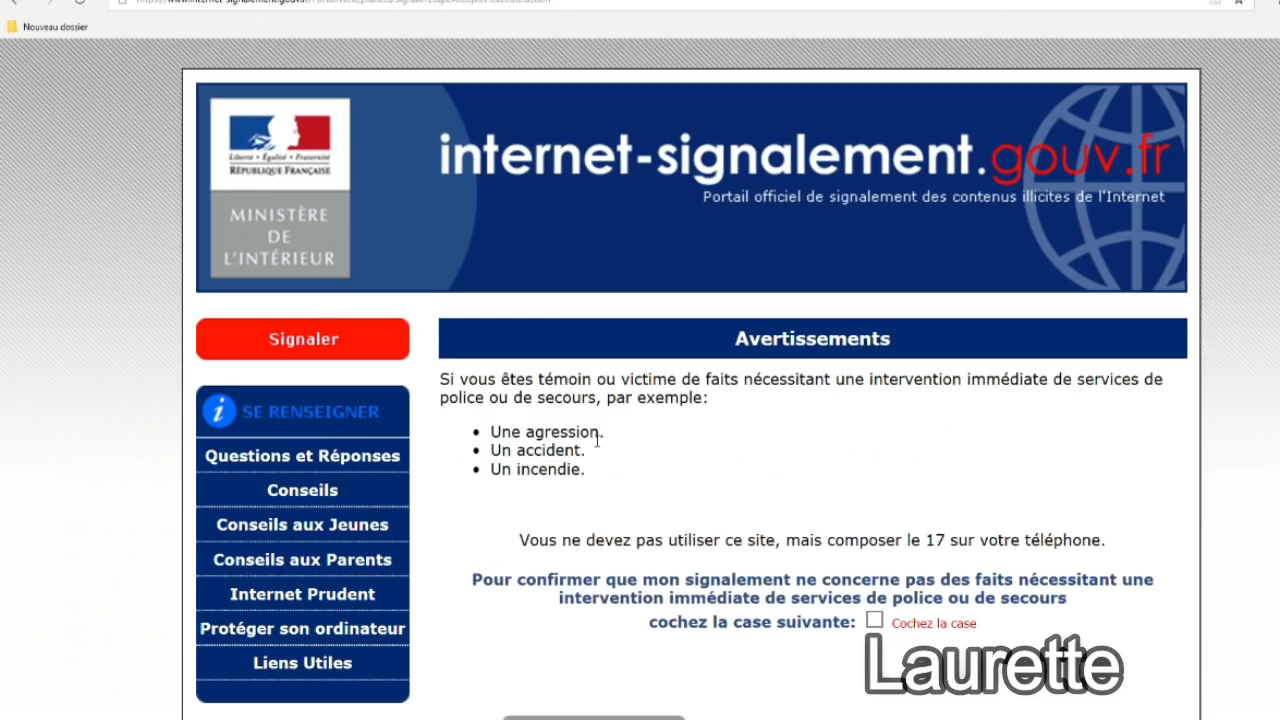 Nouveau dossier
Liberté • Égalité • Fraternité
RÉPUBLIQUE FRANÇAISE
MINISTÈRE
DE
L'INTÉRIEUR
internet-signalement.gouv.fr
Portail officiel de signalement des contenus illicites de l'Internet
Signaler
i SE RENSEIGNER
Questions et Réponses
Conseils
Conseils aux Jeunes
Conseils aux Parents
Internet Prudent
Protéger son ordinateur
Liens Utiles
Avertissements
Si vous êtes témoin ou victime de faits nécessitant une intervention immédiate de services de
police ou de secours, par exemple:
• Une agression.
• Un accident.
• Un incendie.
Vous ne devez pas utiliser ce site, mais composer le 17 sur votre téléphone.
Pour confirmer que mon signalement ne concerne pas des faits nécessitant une
intervention immédiate de services de police ou de secours
cochez la case suivante: Cochez la case
Laurette